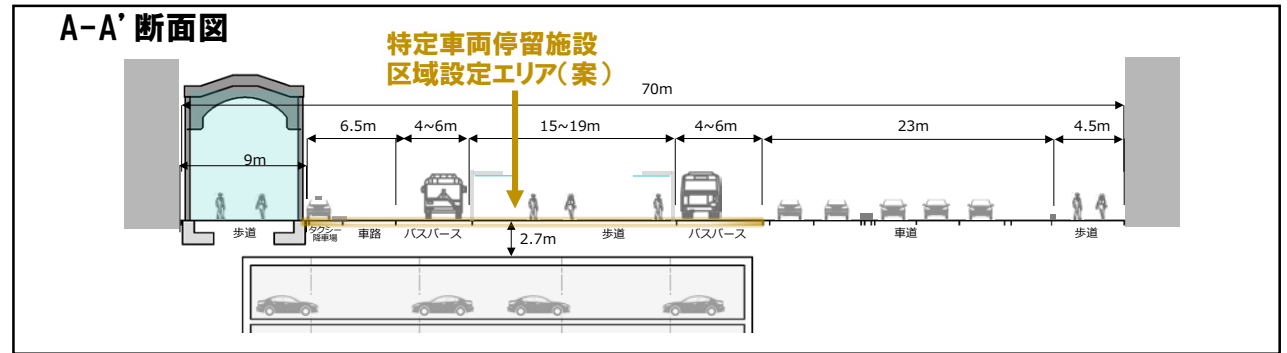 A-A’断面図
特定車両停留施設
区域設定エリア（案）
70m
6.5m
4~6m
15~19m
4~6m
23m
4.5m
9m
歩道
タクシー
降車場
車路
バスバース
歩道
バスバース
車道
歩道
2.7m